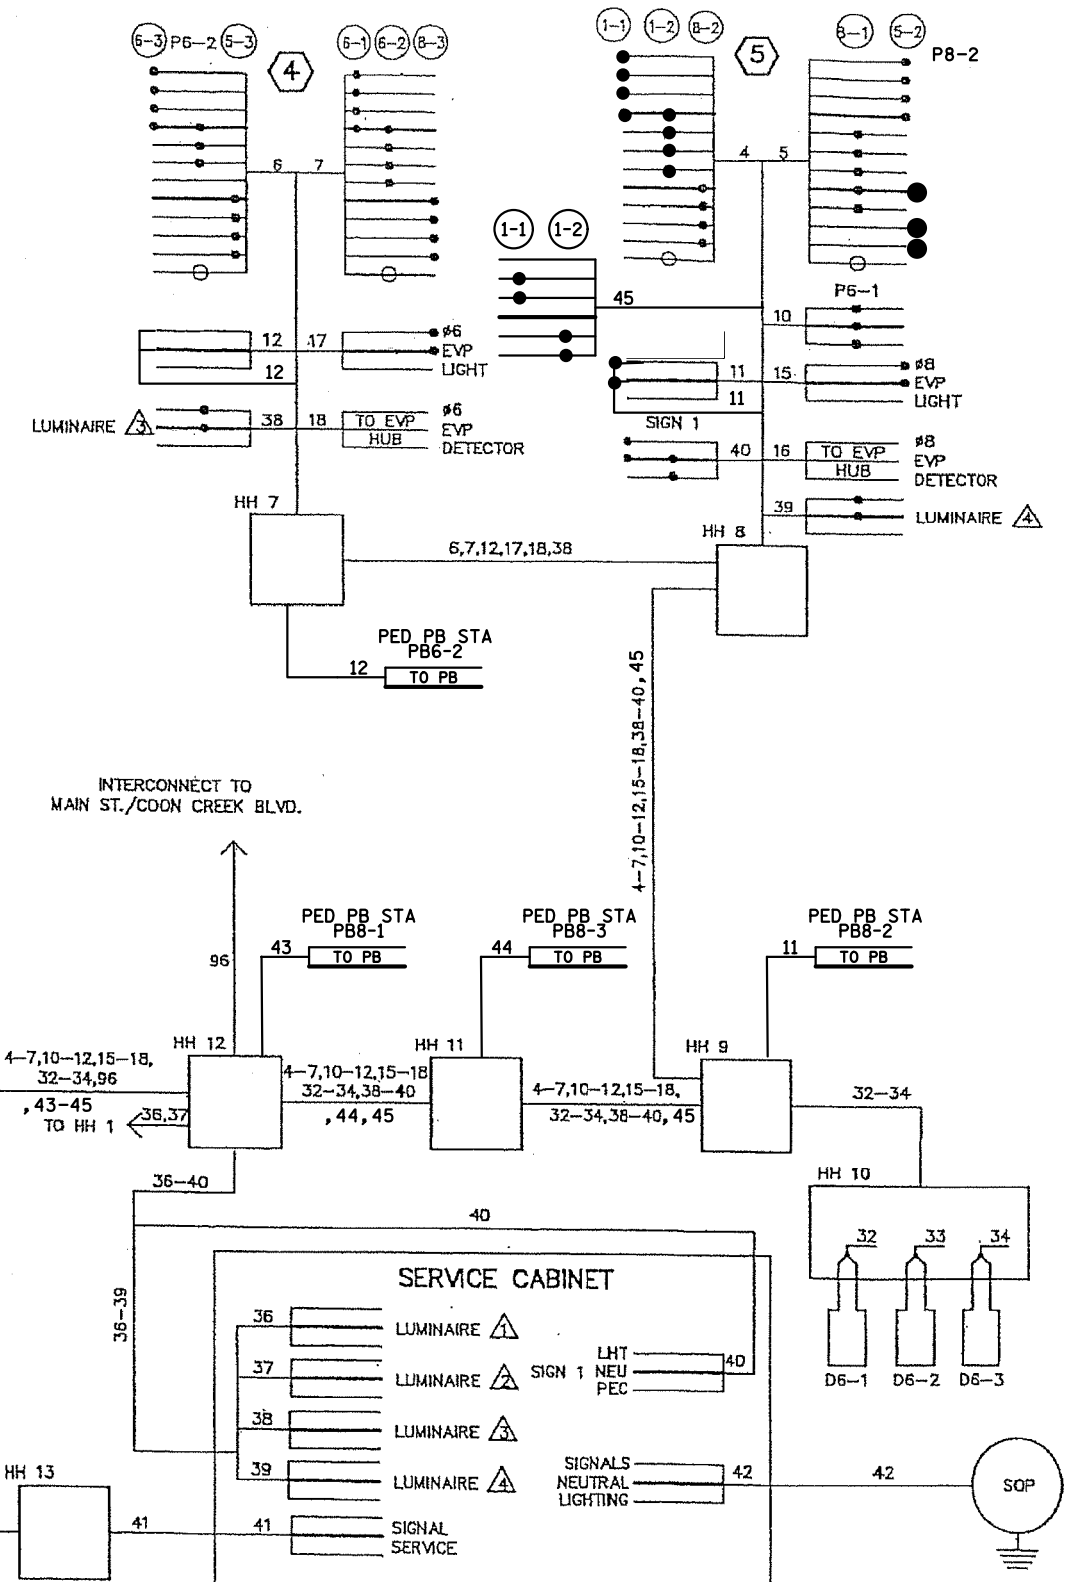 6-3 P6-2 5-3
4
6-1 6-2 8-3
1-1 1-2 8-2
5
8-1 5-2
P8-2
6 7
4 5
1-1 1-2
45
P6-1
10
12 17
ø6
EVP
LIGHT
12
11 15
ø8
EVP
LIGHT
11
SIGN 1
LUMINAIRE 3
38 18
TO EVP
HUB
ø6
EVP
DETECTOR
40 16
TO EVP
HUB
ø8
EVP
DETECTOR
39
LUMINAIRE 4
HH 7
HH 8
6,7,12,17,18,38
PED PB STA
PB6-2
12
TO PB
4-7,10-12,15-18,38-40,45
INTERCONNECT TO
MAIN ST./COON CREEK BLVD.
96
PED PB STA
PB8-1
43
TO PB
PED PB STA
PB8-3
44
TO PB
PED PB STA
PB8-2
11
TO PB
HH 12
HH 11
HH 9
4-7,10-12,15-18,
32-34,96
,43-45
36,37
TO HH 1
4-7,10-12,15-18
32-34,38-40
,44,45
4-7,10-12,15-18,
32-34,38-40,45
32-34
36-40
40
HH 10
32 33 34
D6-1 D6-2 D6-3
36-39
SERVICE CABINET
36
LUMINAIRE 1
37
LUMINAIRE 2
38
LUMINAIRE 3
39
LUMINAIRE 4
LHT
SIGN 1 NEU
PEC
40
SIGNALS
NEUTRAL
LIGHTING
42
42
SOP
HH 13
41
41
SIGNAL
SERVICE